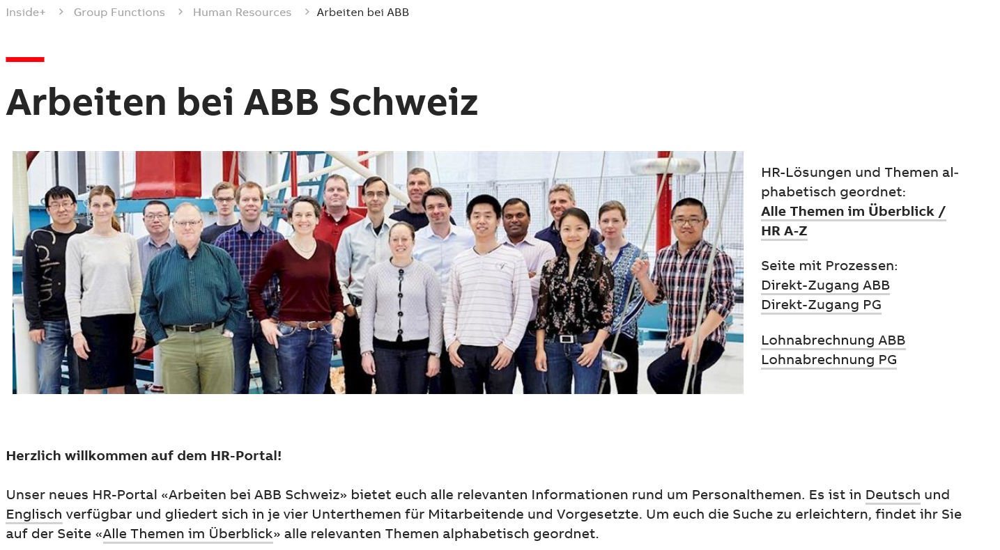 Inside+ > Group Functions > Human Resources > Arbeiten bei ABB
Arbeiten bei ABB Schweiz
Calvin
HR-Lösungen und Themen al-
phabetisch geordnet:
Alle Themen im Überblick /
HR A-Z
Seite mit Prozessen:
Direkt-Zugang ABB
Direkt-Zugang PG
Lohnabrechnung ABB
Lohnabrechnung PG
Herzlich willkommen auf dem HR-Portal!
Unser neues HR-Portal «Arbeiten bei ABB Schweiz» bietet euch alle relevanten Informationen rund um Personalthemen. Es ist in Deutsch und
Englisch verfügbar und gliedert sich in je vier Unterthemen für Mitarbeitende und Vorgesetzte. Um euch die Suche zu erleichtern, findet ihr Sie
auf der Seite «Alle Themen im Überblick» alle relevanten Themen alphabetisch geordnet.